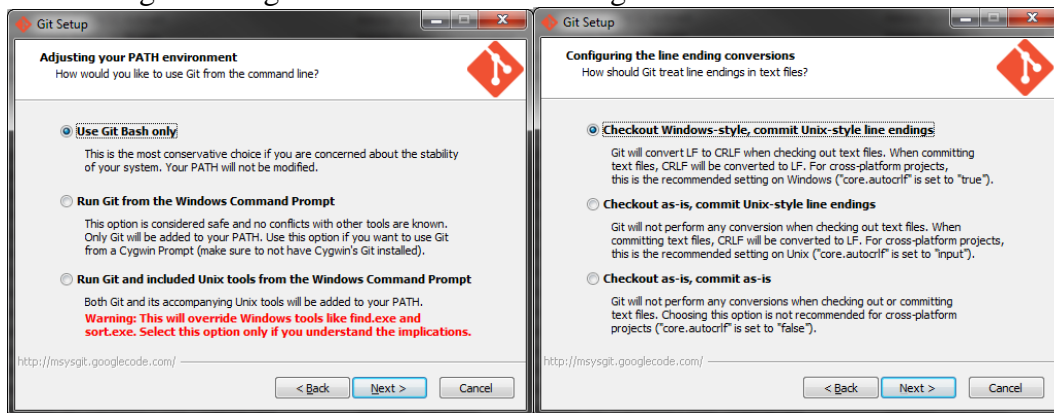 Git Setup
Adjusting your PATH environment
How would you like to use Git from the command line?
Use Git Bash only
This is the most conservative choice if you are concerned about the stability
of your system. Your PATH will not be modified.
Run Git from the Windows Command Prompt
This option is considered safe and no conflicts with other tools are known.
Only Git will be added to your PATH. Use this option if you want to use Git
from a Cygwin Prompt (make sure to not have Cygwin's Git installed).
Run Git and included Unix tools from the Windows Command Prompt
Both Git and its accompanying Unix tools will be added to your PATH.
Warning: This will override Windows tools like find.exe and
sort.exe. Select this option only if you understand the implications.
http://msysgit.googlecode.com/
< Back
Next >
Cancel
Git Setup
Configuring the line ending conversions
How should Git treat line endings in text files?
Checkout Windows-style, commit Unix-style line endings
Git will convert LF to CRLF when checking out text files. When committing
text files, CRLF will be converted to LF. For cross-platform projects,
this is the recommended setting on Windows ("core.autocrlf" is set to "true").
Checkout as-is, commit Unix-style line endings
Git will not perform any conversion when checking out text files. When
committing text files, CRLF will be converted to LF. For cross-platform projects,
this is the recommended setting on Unix ("core.autocrlf" is set to "input").
Checkout as-is, commit as-is
Git will not perform any conversions when checking out or committing
text files. Choosing this option is not recommended for cross-platform
projects ("core.autocrlf" is set to "false").
http://msysgit.googlecode.com/
< Back
Next >
Cancel